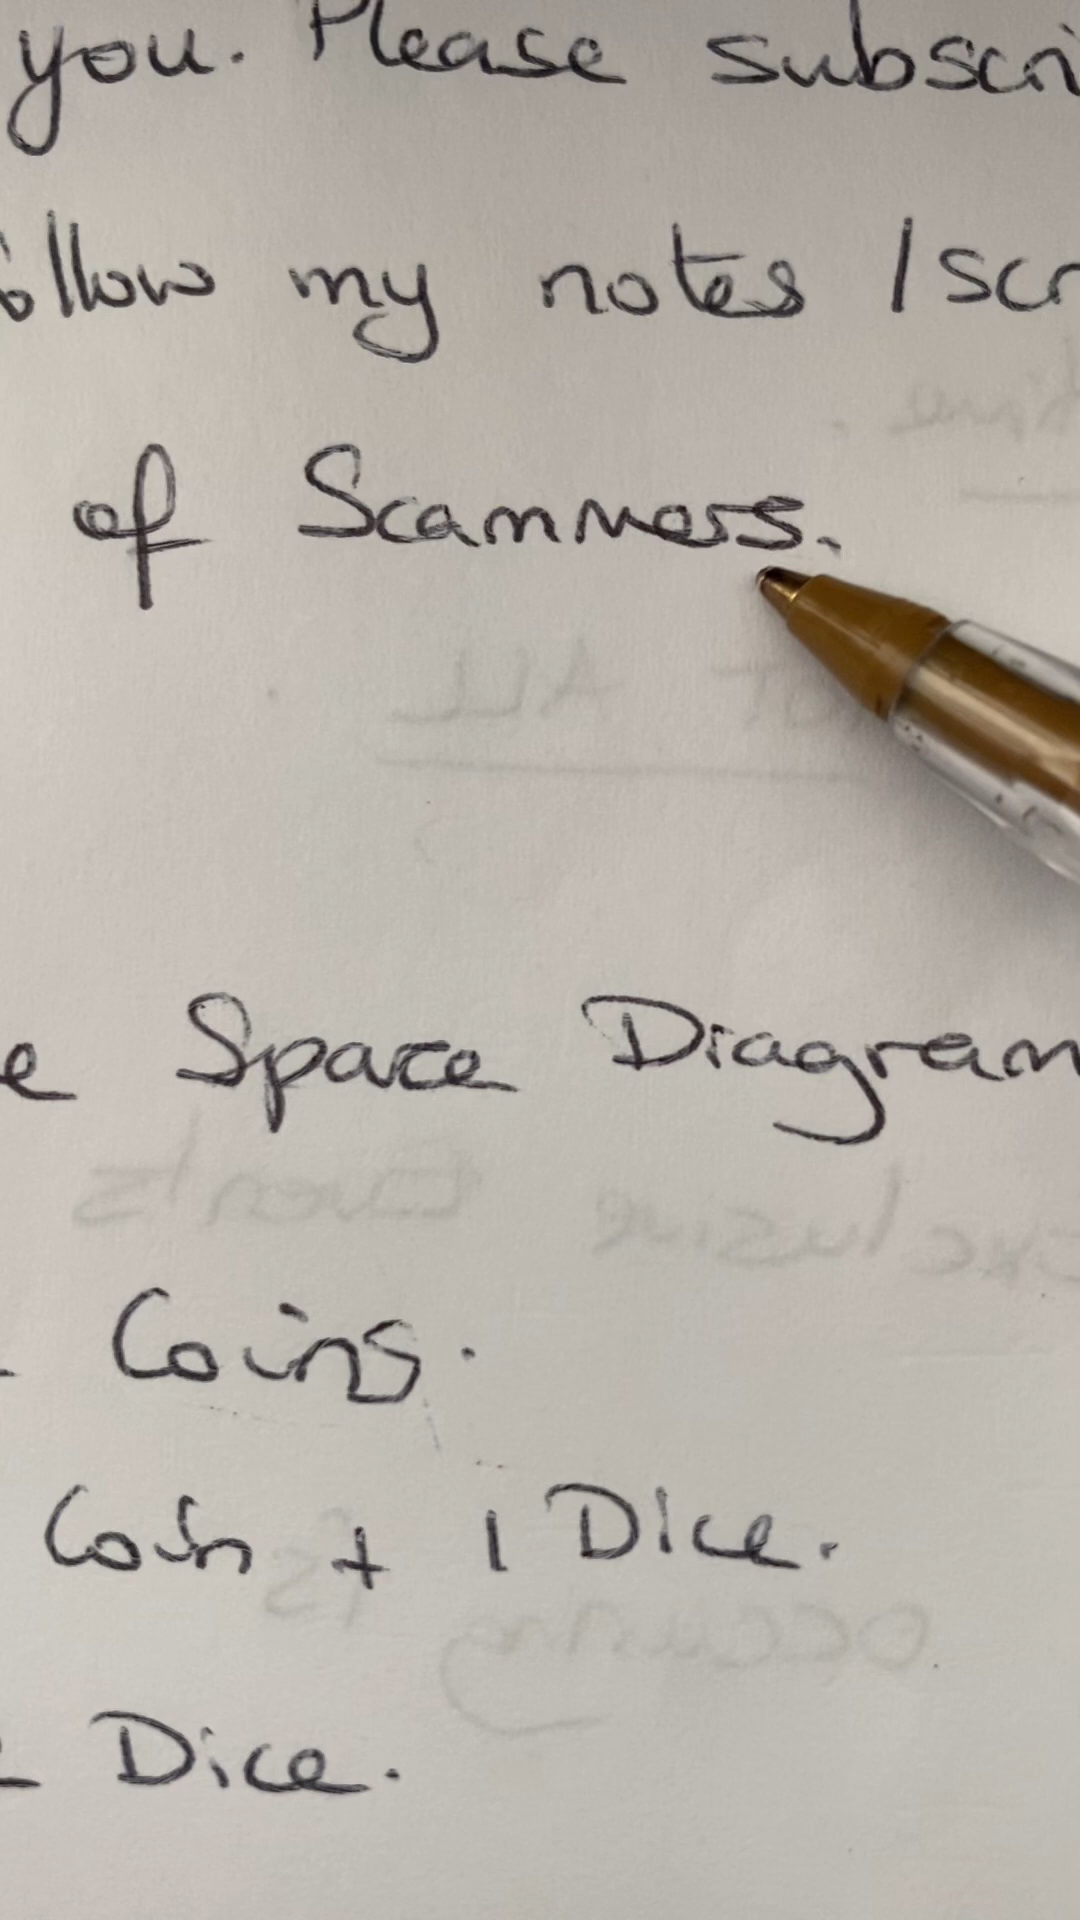 you. Please subscri
ollow my notes / scr
of Scammers.
e Space Diagram
Coins.
Coin + 1 Dice.
Dice.